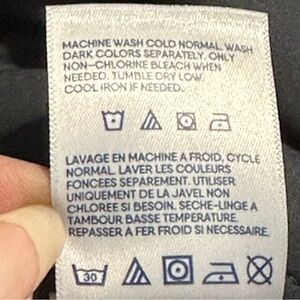 MACHINE WASH COLD NORMAL. WASH
DARK COLORS SEPARATELY. ONLY
NON-CHLORINE BLEACH WHEN
NEEDED. TUMBLE DRY LOW.
COOL IRON IF NEEDED.
LAVAGE EN MACHINE A FROID, CYCLE
NORMAL. LAVER LES COULEURS
FONCEES SEPAREMENT. UTILISER
UNIQUEMENT DE LA JAVEL NON
CHLOREE SI BESOIN. SECHE-LINGE A
TAMBOUR BASSE TEMPERATURE.
REPASSER A FER FROID SI NECESSAIRE.
30